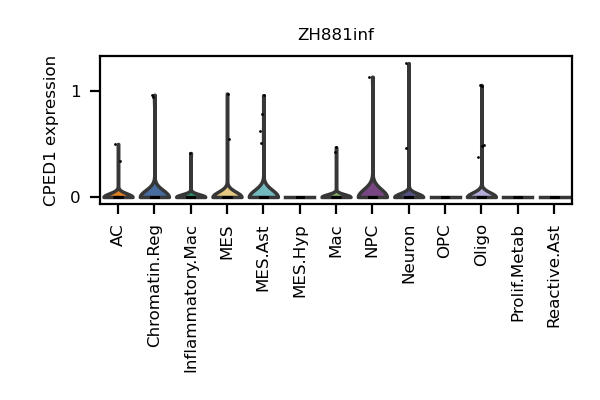 ZH881inf
CPED1 expression
1
0
AC
Chromatin.Reg
Inflammatory.Mac
MES
MES.Ast
MES.Hyp
Mac
NPC
Neuron
OPC
Oligo
Prolif.Metab
Reactive.Ast